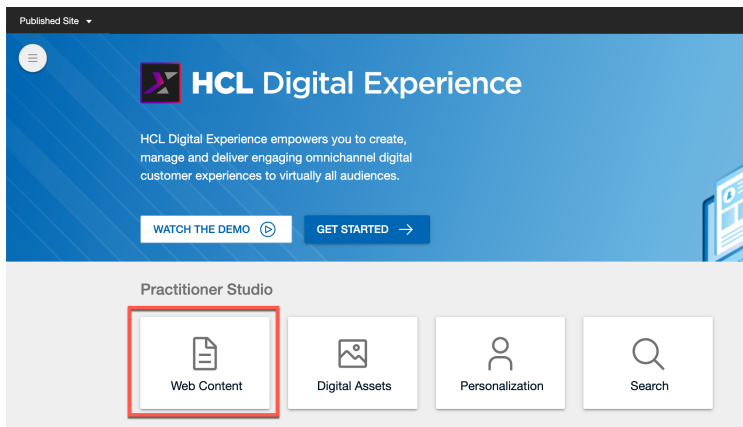 Published Site
HCL Digital Experience
HCL Digital Experience empowers you to create,
manage and deliver engaging omnichannel digital
customer experiences to virtually all audiences.
WATCH THE DEMO
GET STARTED
Practitioner Studio
Web Content
Digital Assets
Personalization
Search